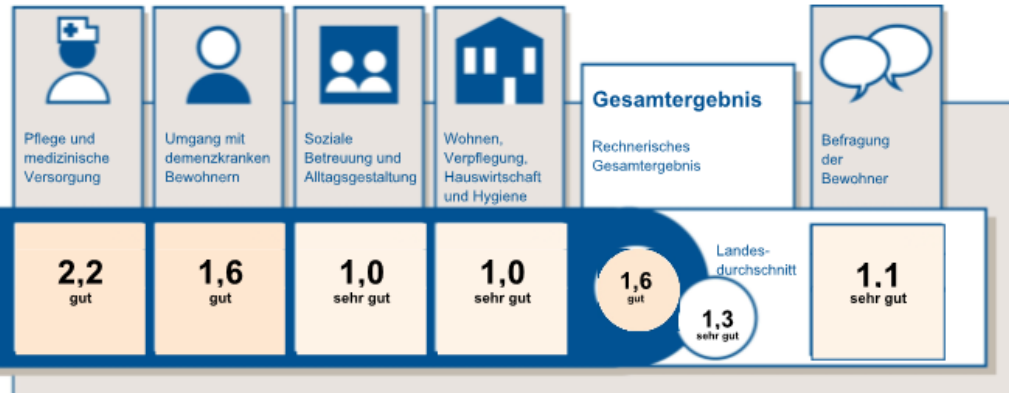 Pflege und
medizinische
Versorgung
Umgang mit
demenzkranken
Bewohnern
Soziale
Betreuung und
Alltagsgestaltung
Wohnen,
Verpflegung,
Hauswirtschaft
und Hygiene
Gesamtergebnis
Rechnerisches
Gesamtergebnis
Befragung
der
Bewohner
2,2
gut
1,6
gut
1,0
sehr gut
1,0
sehr gut
1,6
gut
Landes-
durchschnitt
1,3
sehr gut
1.1
sehr gut